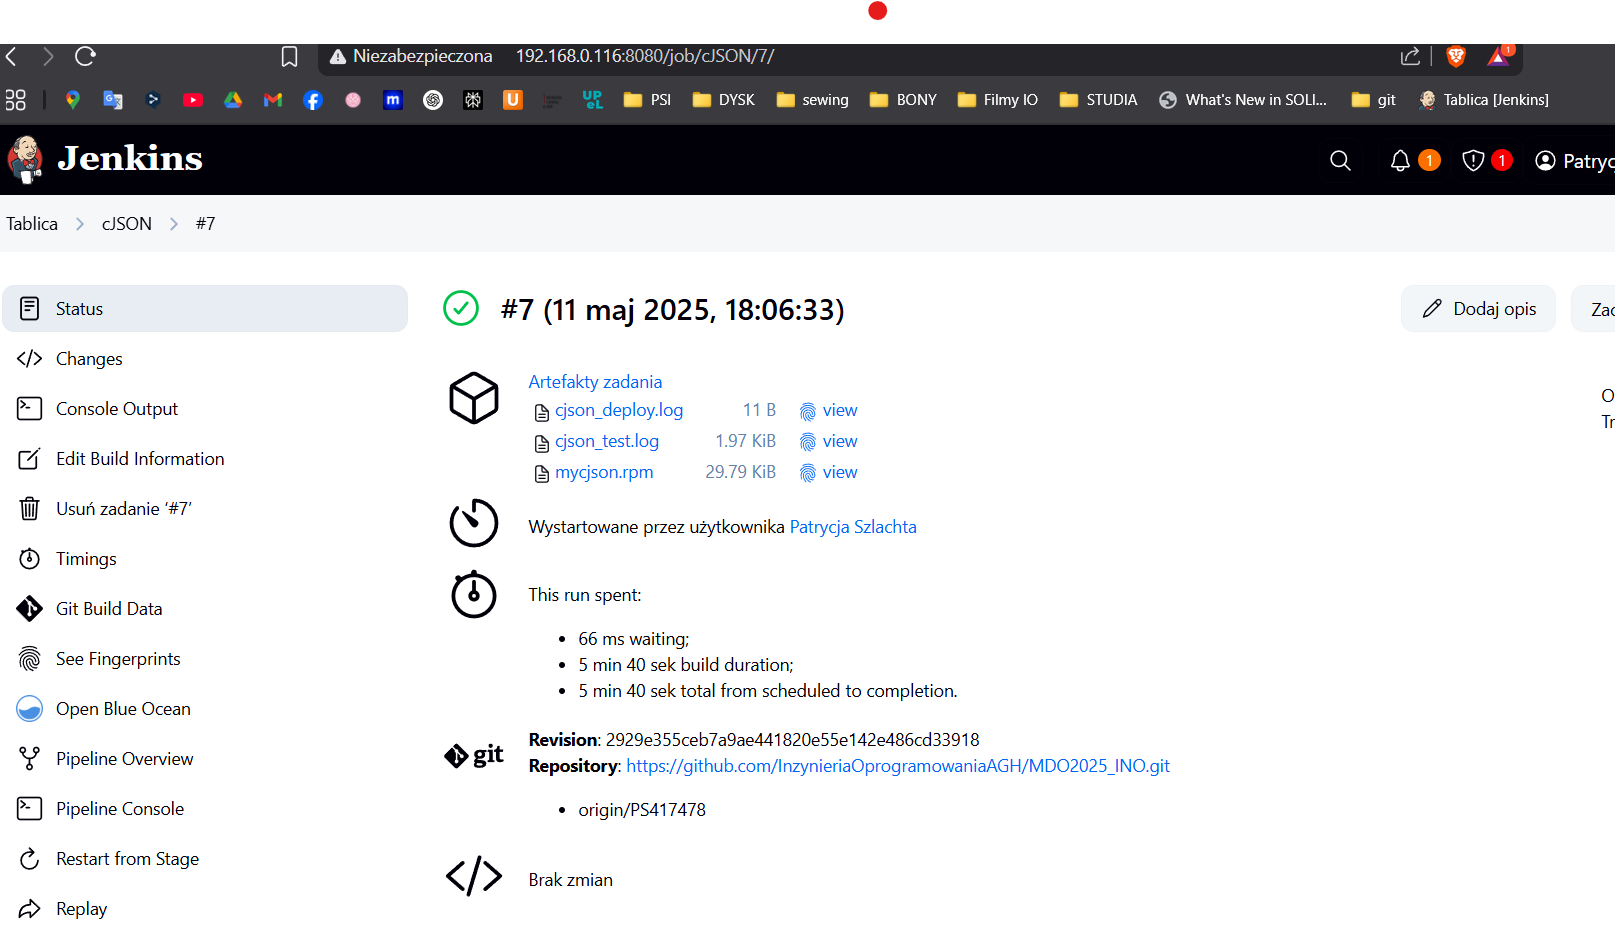 Niezabezpieczona 192.168.0.116:8080/job/cJSON/7/ 1
m U UPEL PSI DYSK sewing BONY Filmy IO STUDIA What's New in SOLI... git Tablica [Jenkins]
Jenkins 1 1 Patryc
Tablica cJSON #7
Status
Changes
Console Output
Edit Build Information
Usuń zadanie ‘#7’
Timings
Git Build Data
See Fingerprints
Open Blue Ocean
Pipeline Overview
Pipeline Console
Restart from Stage
Replay
#7 (11 maj 2025, 18:06:33)
Dodaj opis
Zac
O
Tr
Artefakty zadania
cjson_deploy.log 11 B view
cjson_test.log 1.97 KiB view
mycjson.rpm 29.79 KiB view
Wystartowane przez użytkownika Patrycja Szlachta
This run spent:
• 66 ms waiting;
• 5 min 40 sek build duration;
• 5 min 40 sek total from scheduled to completion.
git
Revision: 2929e355ceb7a9ae441820e55e142e486cd33918
Repository: https://github.com/InzynieriaOprogramowaniaAGH/MDO2025_INO.git
• origin/PS417478
Brak zmian